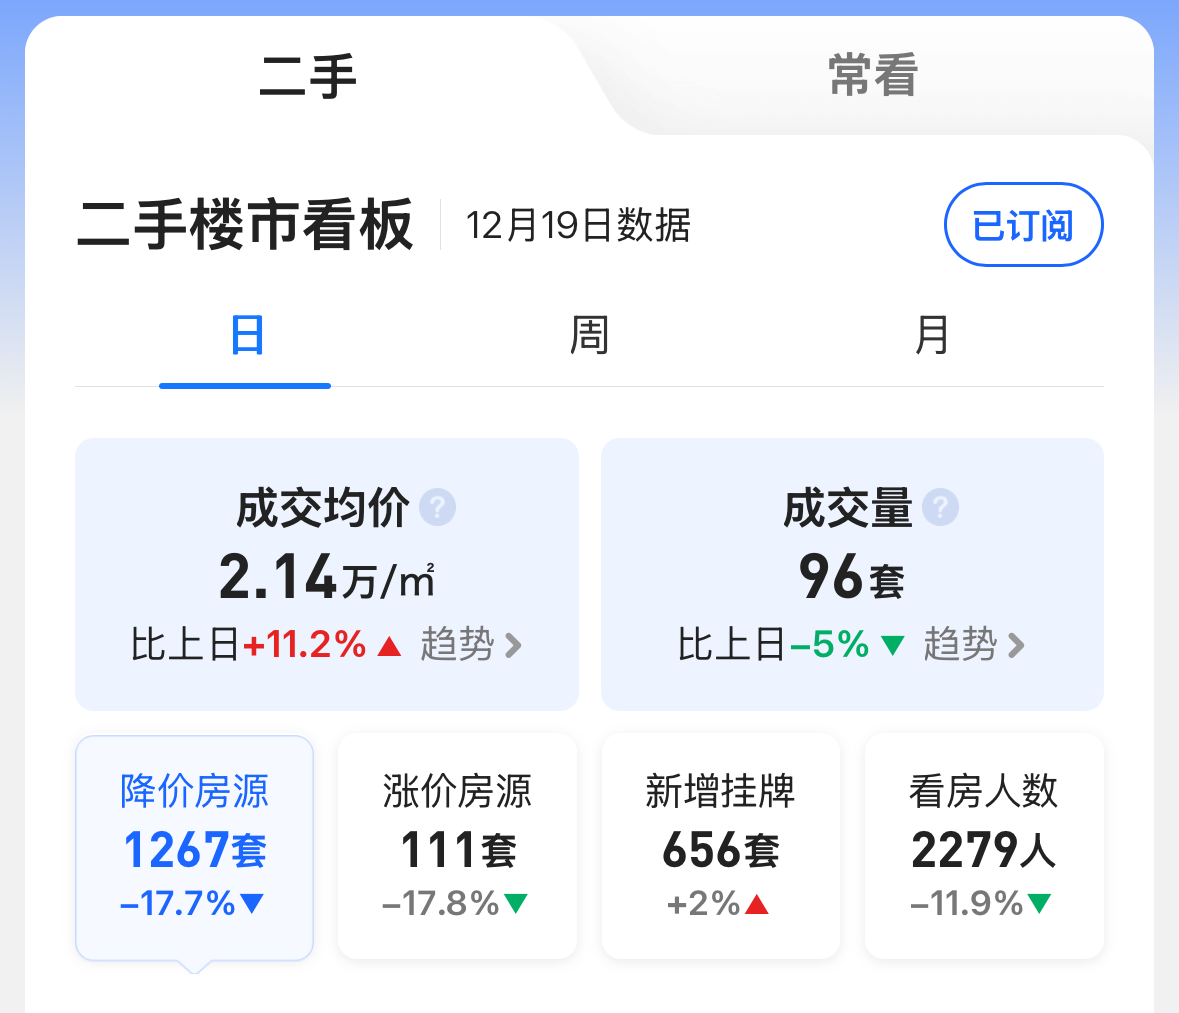 二手 常看
二手楼市看板 12月19日数据 已订阅
日 周 月
成交均价 ? 成交量 ?
2.14万/㎡ 96套
比上日+11.2%▲ 趋势 > 比上日-5%▼ 趋势 >
降价房源 涨价房源 新增挂牌 看房人数
1267套 111套 656套 2279人
-17.7%▼ -17.8%▼ +2%▲ -11.9%▼